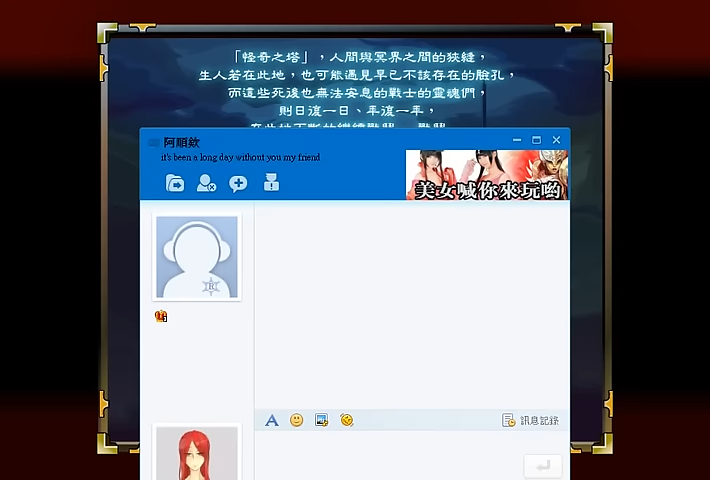 「怪奇之塔」，人間與冥界之間的狹縫，
生人若在此地，也可能遇見早已不該存在的臉孔，
而這些死後也無法安息的戰士的靈魂們，
則日復一日、年復一年，
阿順欸
it's been a long day without you my friend
美女喊你來玩喲
R
訊息記錄